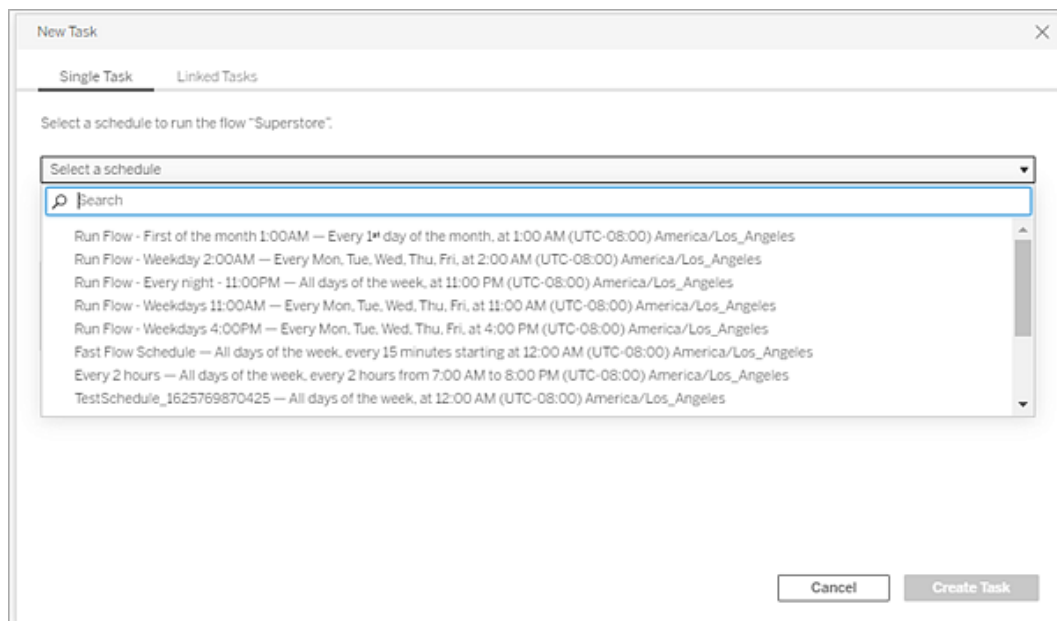 New Task
Single Task Linked Tasks
Select a schedule to run the flow "Superstore".
Select a schedule
Search
Run Flow - First of the month 1:00AM — Every 1st day of the month, at 1:00 AM (UTC-08:00) America/Los_Angeles
Run Flow - Weekday 2:00AM — Every Mon, Tue, Wed, Thu, Fri, at 2:00 AM (UTC-08:00) America/Los_Angeles
Run Flow - Every night - 11:00PM — All days of the week, at 11:00 PM (UTC-08:00) America/Los_Angeles
Run Flow - Weekdays 11:00AM — Every Mon, Tue, Wed, Thu, Fri, at 11:00 AM (UTC-08:00) America/Los_Angeles
Run Flow - Weekdays 4:00PM — Every Mon, Tue, Wed, Thu, Fri, at 4:00 PM (UTC-08:00) America/Los_Angeles
Fast Flow Schedule — All days of the week, every 15 minutes starting at 12:00 AM (UTC-08:00) America/Los_Angeles
Every 2 hours — All days of the week, every 2 hours from 7:00 AM to 8:00 PM (UTC-08:00) America/Los_Angeles
TestSchedule_1625769870425 — All days of the week, at 12:00 AM (UTC-08:00) America/Los_Angeles
Cancel Create Task